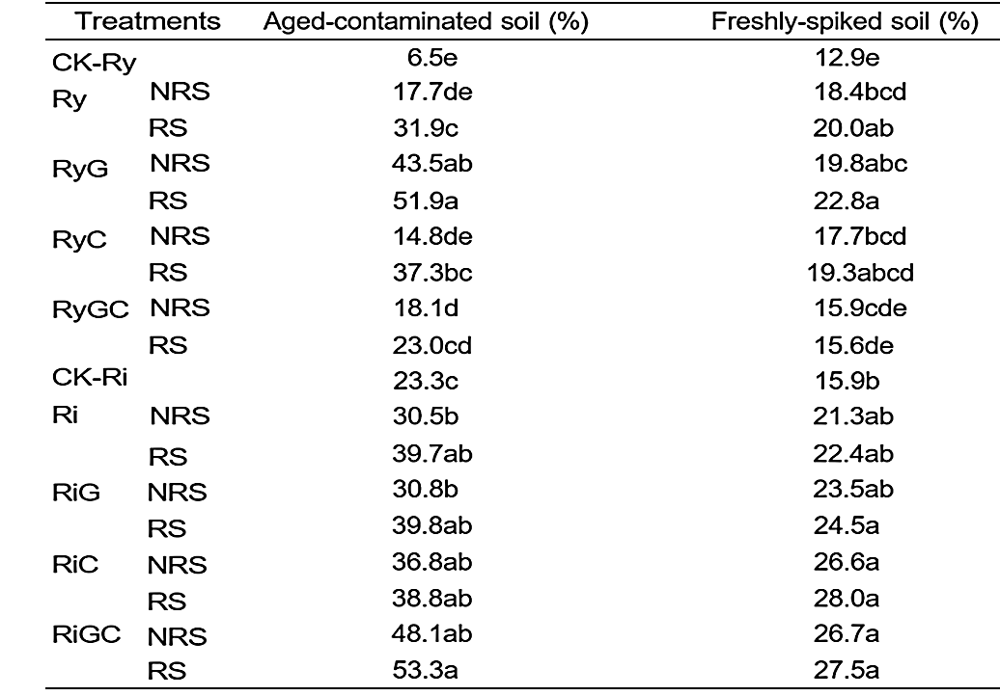 Treatments Aged-contaminated soil (%) Freshly-spiked soil (%)
CK-Ry 6.5e 12.9e
Ry NRS 17.7de 18.4bcd
RS 31.9c 20.0ab
RyG NRS 43.5ab 19.8abc
RS 51.9a 22.8a
RyC NRS 14.8de 17.7bcd
RS 37.3bc 19.3abcd
RyGC NRS 18.1d 15.9cde
RS 23.0cd 15.6de
CK-Ri 23.3c 15.9b
Ri NRS 30.5b 21.3ab
RS 39.7ab 22.4ab
RiG NRS 30.8b 23.5ab
RS 39.8ab 24.5a
RiC NRS 36.8ab 26.6a
RS 38.8ab 28.0a
RiGC NRS 48.1ab 26.7a
RS 53.3a 27.5a